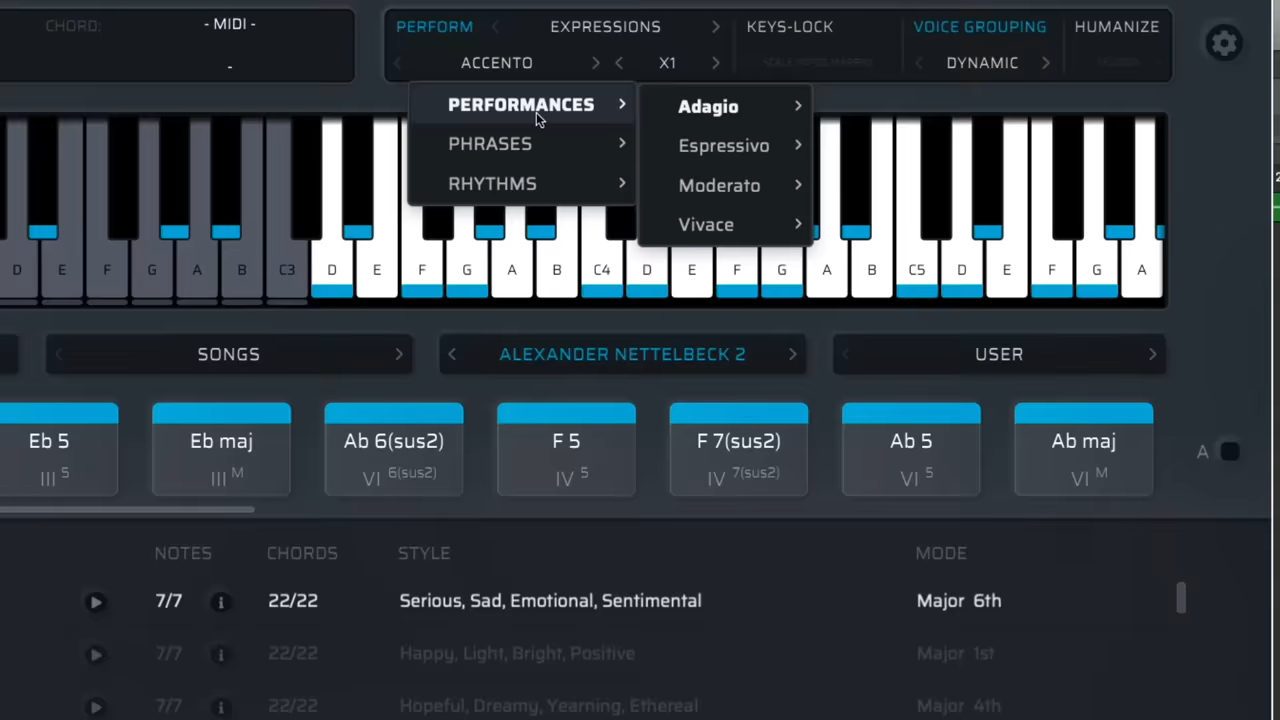 CHORD:
- MIDI -
-
PERFORM EXPRESSIONS KEYS-LOCK VOICE GROUPING HUMANIZE
ACCENTO X1 DYNAMIC
PERFORMANCES
PHRASES
RHYTHMS
Adagio
Espressivo
Moderato
Vivace
D E F G A B C3 D E F G A B C4 D E F G A B C5 D E F G A
SONGS ALEXANDER NETTELBECK 2 USER
Eb 5 Eb maj Ab 6(sus2) F 5 F 7(sus2) Ab 5 Ab maj
III 5 III M VI 6(sus2) IV 5 IV 7(sus2) VI 5 VI M
A
NOTES CHORDS STYLE MODE
7/7 i 22/22 Serious, Sad, Emotional, Sentimental Major 6th
7/7 i 22/22 Happy, Light, Bright, Positive Major 1st
7/7 i 22/22 Hopeful, Dreamy, Yearning, Ethereal Major 4th
2